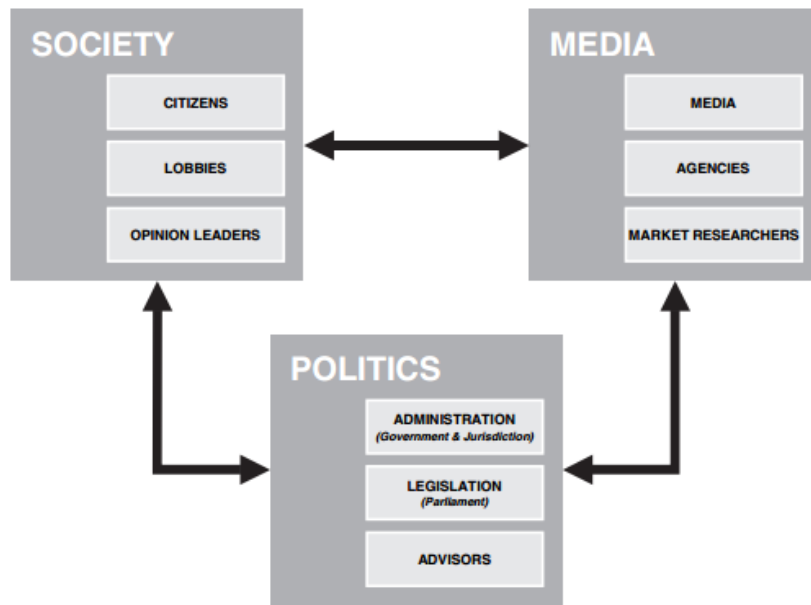 SOCIETY
CITIZENS
LOBBIES
OPINION LEADERS
MEDIA
MEDIA
AGENCIES
MARKET RESEARCHERS
POLITICS
ADMINISTRATION
(Government & Jurisdiction)
LEGISLATION
(Parliament)
ADVISORS